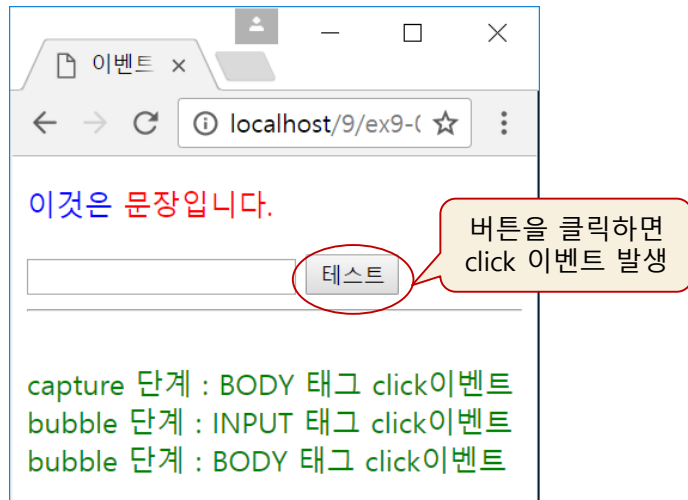 이벤트
localhost/9/ex9-0
이것은 문장입니다.
테스트
버튼을 클릭하면
click 이벤트 발생
capture 단계 : BODY 태그 click이벤트
bubble 단계 : INPUT 태그 click이벤트
bubble 단계 : BODY 태그 click이벤트